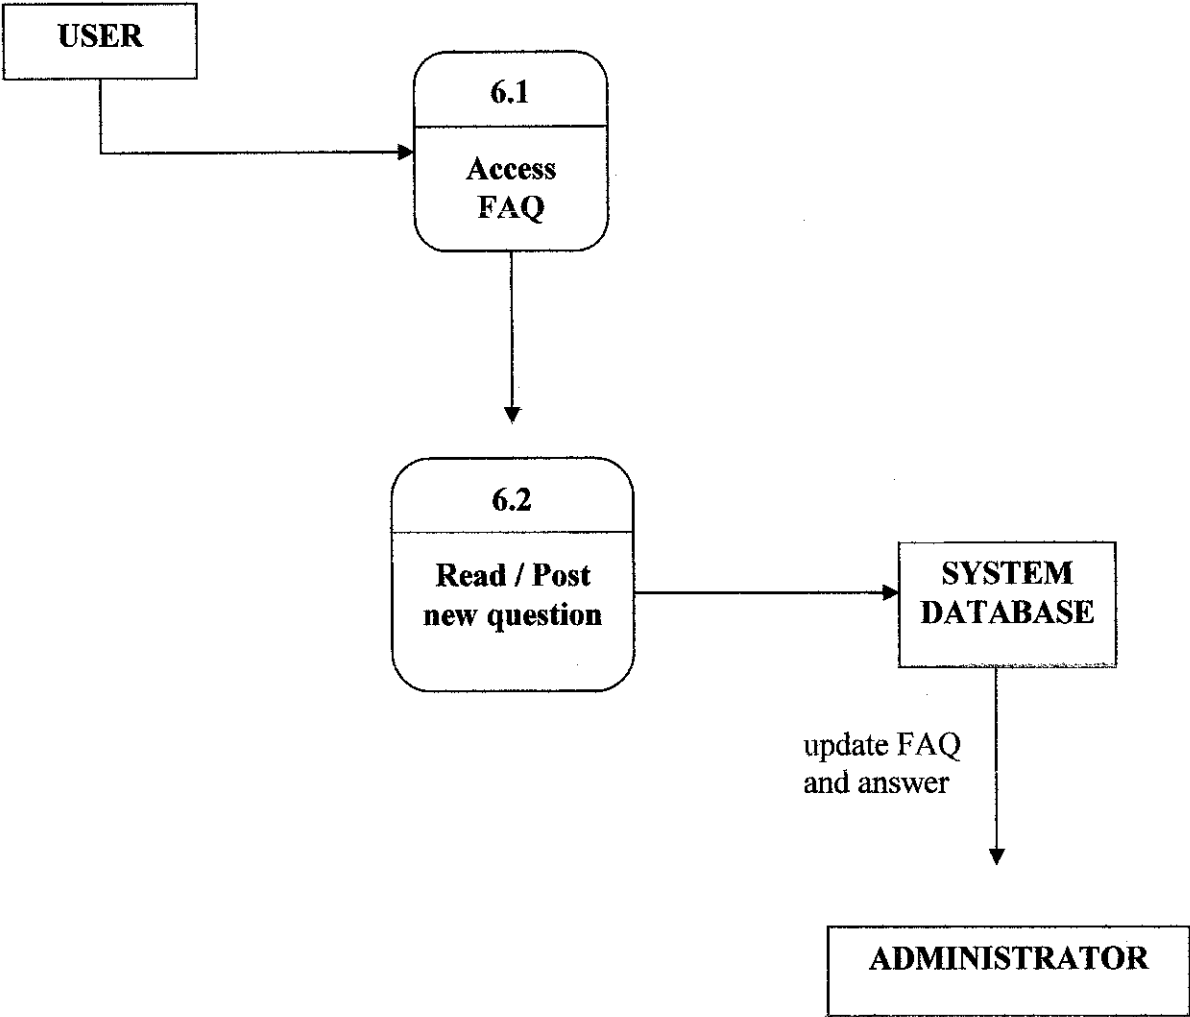 USER
6.1
Access
FAQ
6.2
Read / Post
new question
SYSTEM
DATABASE
update FAQ
and answer
ADMINISTRATOR